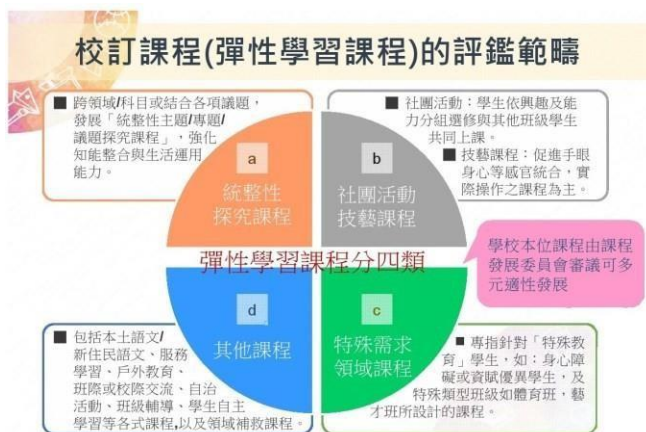 校訂課程(彈性學習課程)的評鑑範疇
■ 跨領域/科目或結合各項議題,
發展「統整性主題/專題/
議題探究課程」,強化
知能整合與生活運用
能力。
■ 社團活動：學生依興趣及能
力分組選修與其他班級學生
共同上課。
■ 技藝課程：促進手眼
身心等感官統合，實
際操作之課程為主。
a
統整性
探究課程
b
社團活動
技藝課程
彈性學習課程分四類
學校本位課程由課程
發展委員會審議可多
元適性發展
d
其他課程
c
特殊需求
領域課程
■ 包括本土語文/
新住民語文、服務
學習、戶外教育、
班際或校際交流、自治
活動、班級輔導、學生自主
學習等各式課程,以及領域補救課程。
■ 專指針對「特殊教
育」學生，如：身心障
礙或資賦優異學生，及
特殊類型班級如體育班，藝
才班所設計的課程。